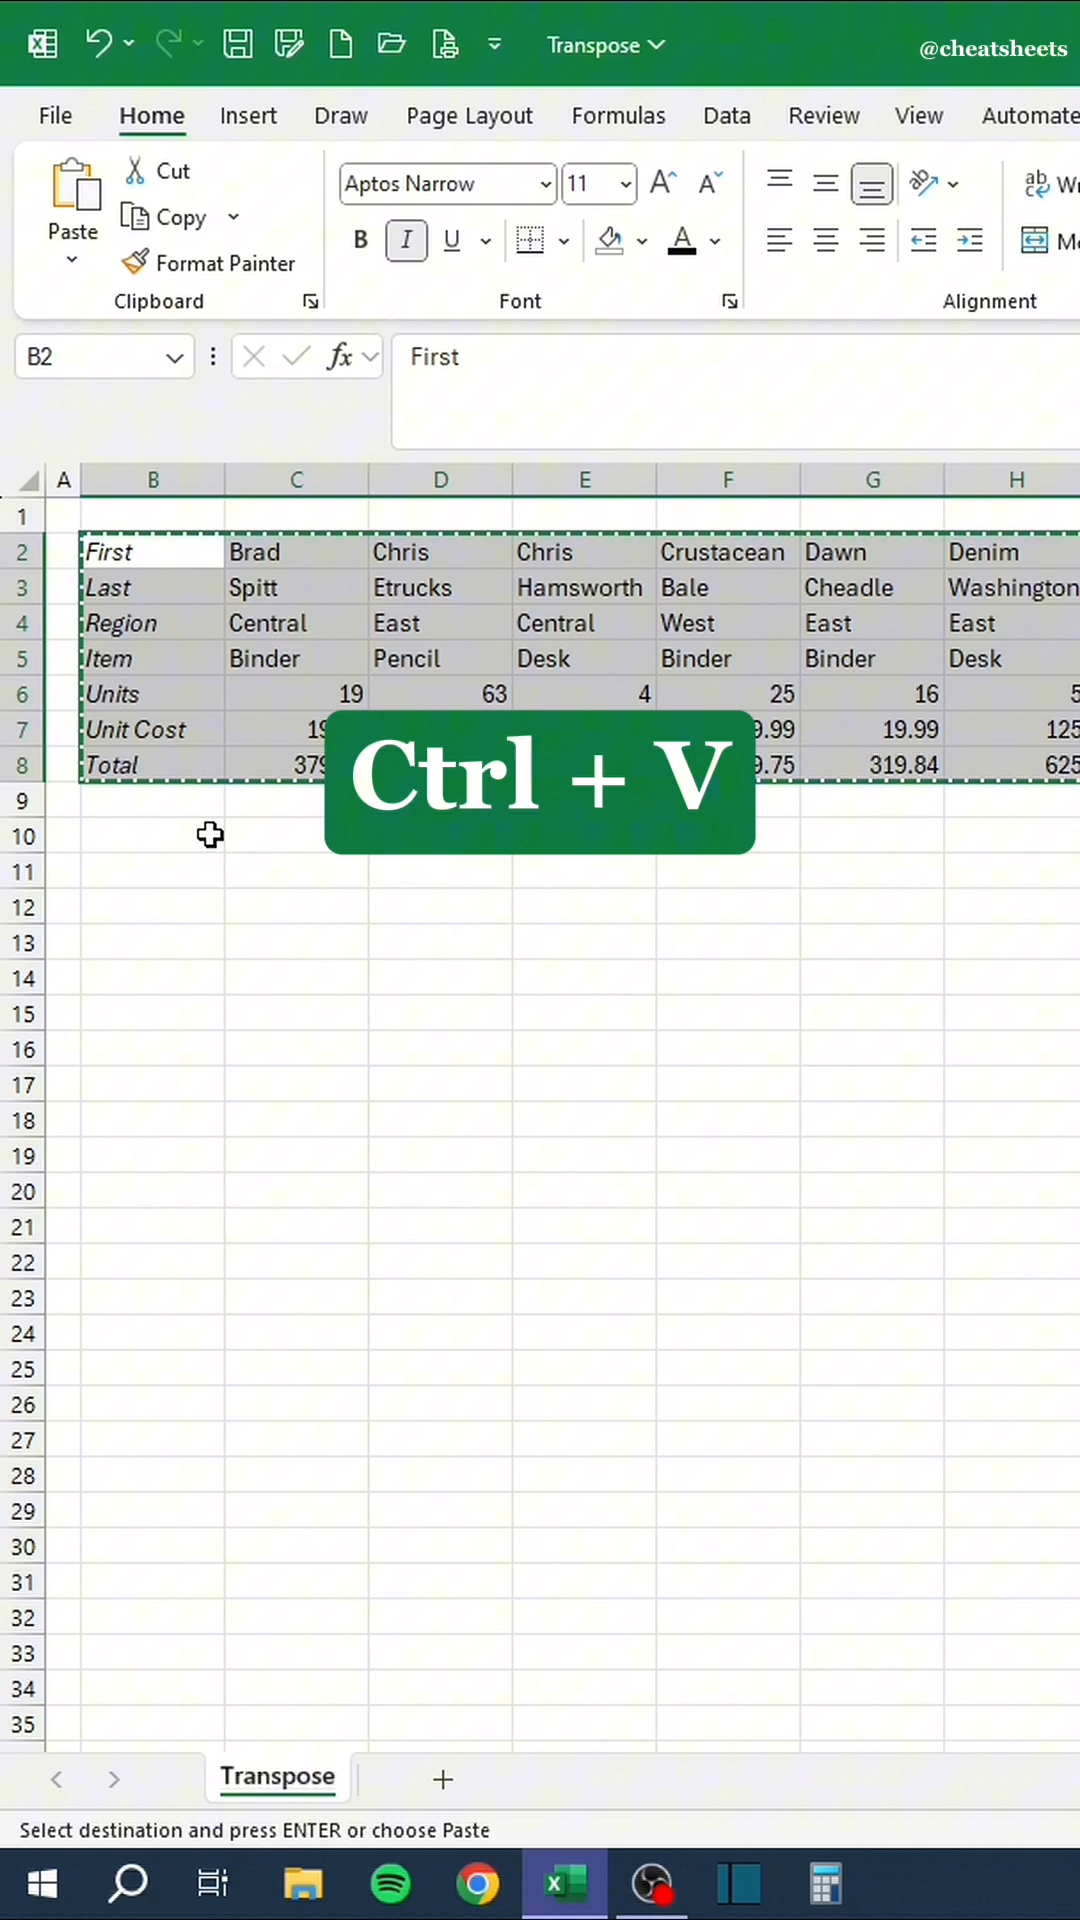 Transpose
@cheatsheets
File Home Insert Draw Page Layout Formulas Data Review View Automate
Paste
Cut
Copy
Format Painter
Clipboard
Aptos Narrow 11
B I U
Font
ab
Alignment
B2 fx First
A B C D E F G H
1
2 First Brad Chris Chris Crustacean Dawn Denim
3 Last Spitt Etrucks Hamsworth Bale Cheadle Washington
4 Region Central East Central West East East
5 Item Binder Pencil Desk Binder Binder Desk
6 Units 19 63 4 25 16 5
7 Unit Cost 19.99 125
8 Total 319.84 625
Ctrl + V
9
10
11
12
13
14
15
16
17
18
19
20
21
22
23
24
25
26
27
28
29
30
31
32
33
34
35
Transpose
Select destination and press ENTER or choose Paste